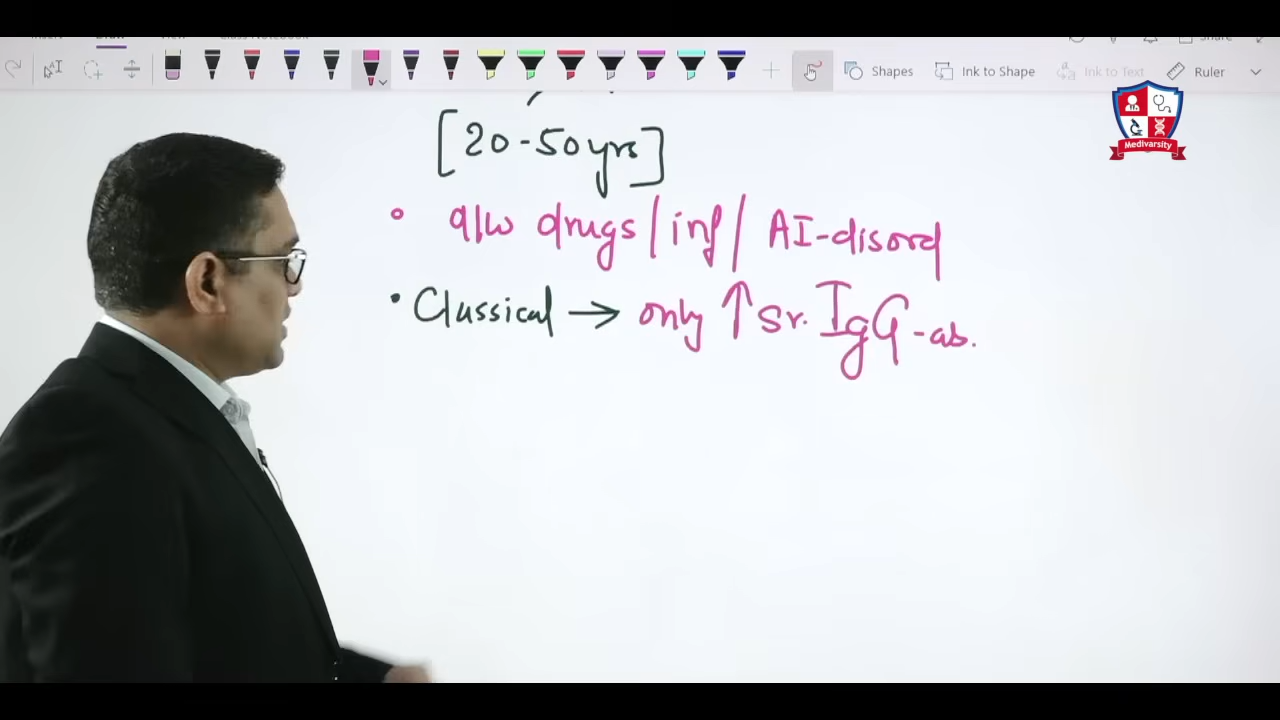 Draw
Shapes
Ink to Shape
Ink to Text
Ruler
Medivarsity
[20-50yrs]
• a/w drugs/inf/ AI-disord
• Classical → only ↑ Sr. IgG-ab.